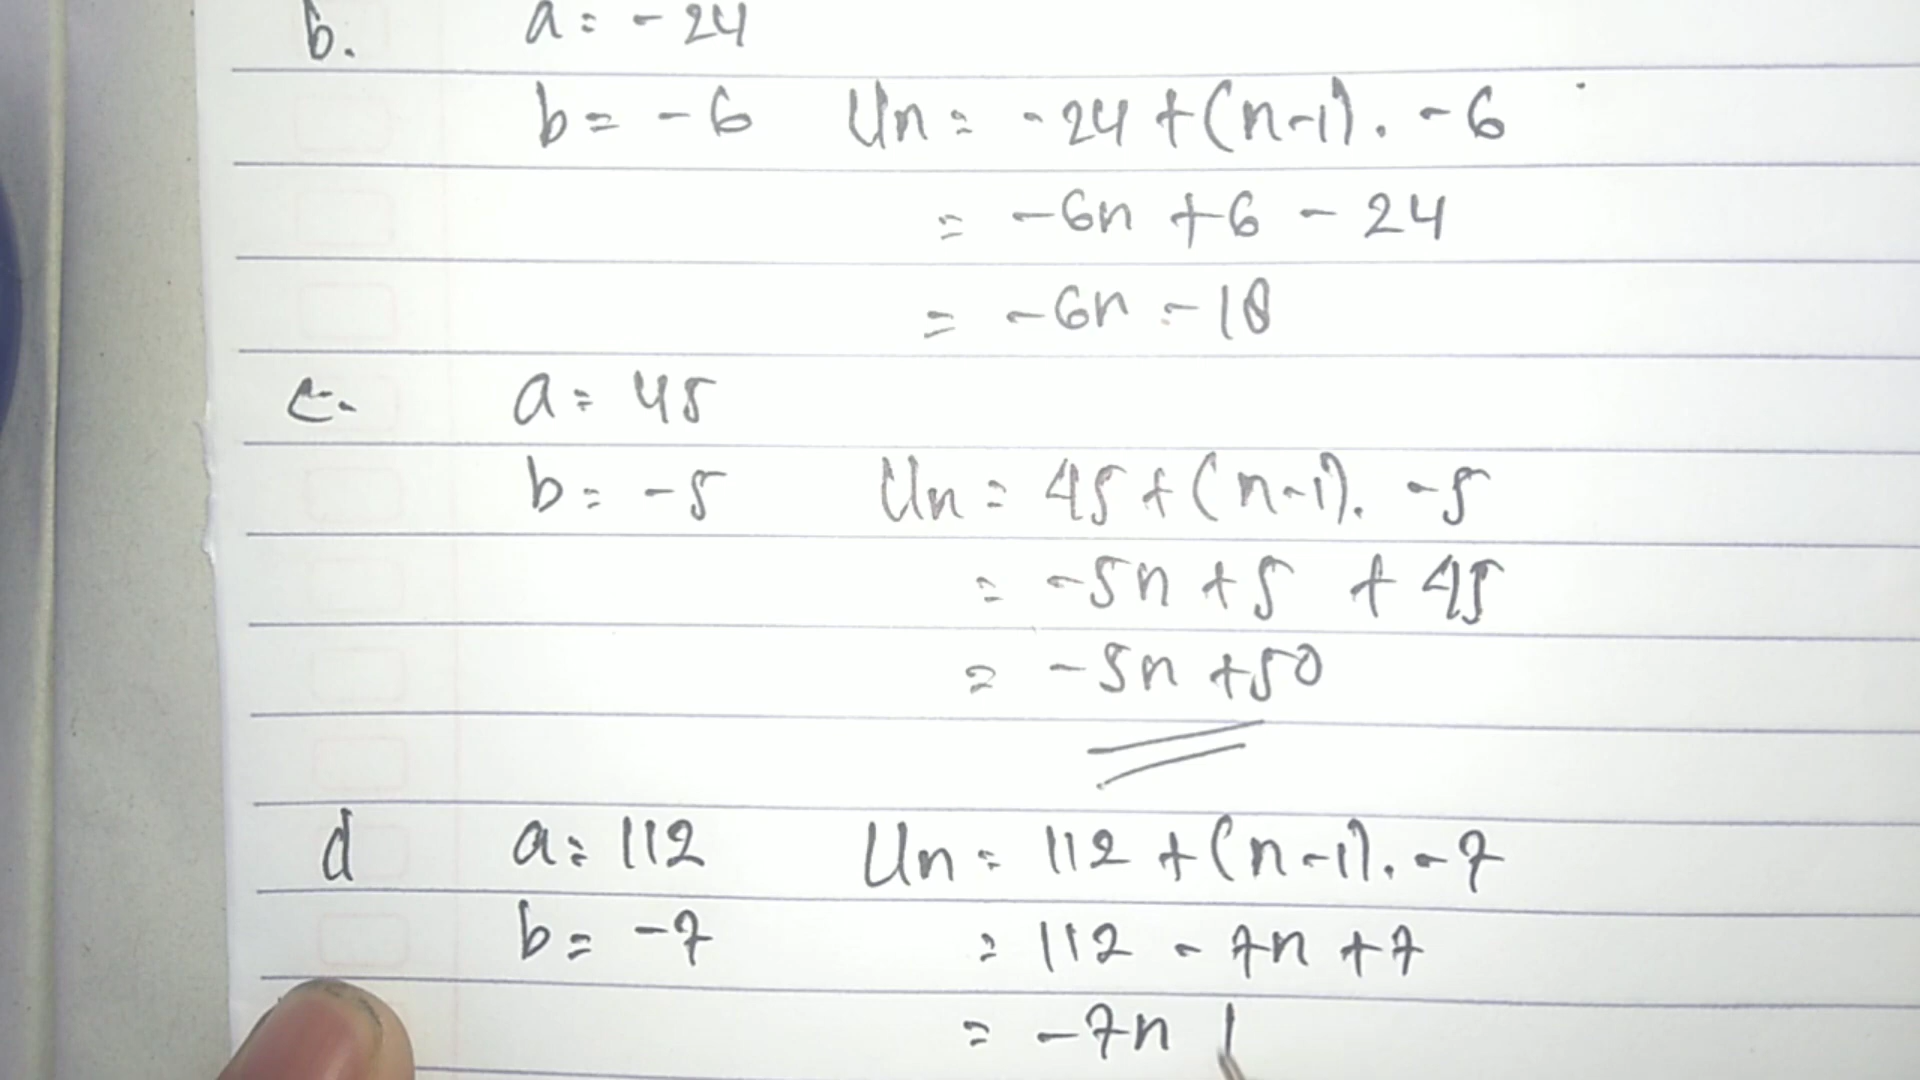 b. a = -24
b = -6 Un = -24 + (n-1). -6
= -6n +6 - 24
= -6n - 18
c. a = 45
b = -5 Un = 45 + (n-1). -5
= -5n +5 + 45
= -5n +50
d a = 112 Un = 112 + (n-1). -7
b = -7 = 112 - 7n +7
= -7n